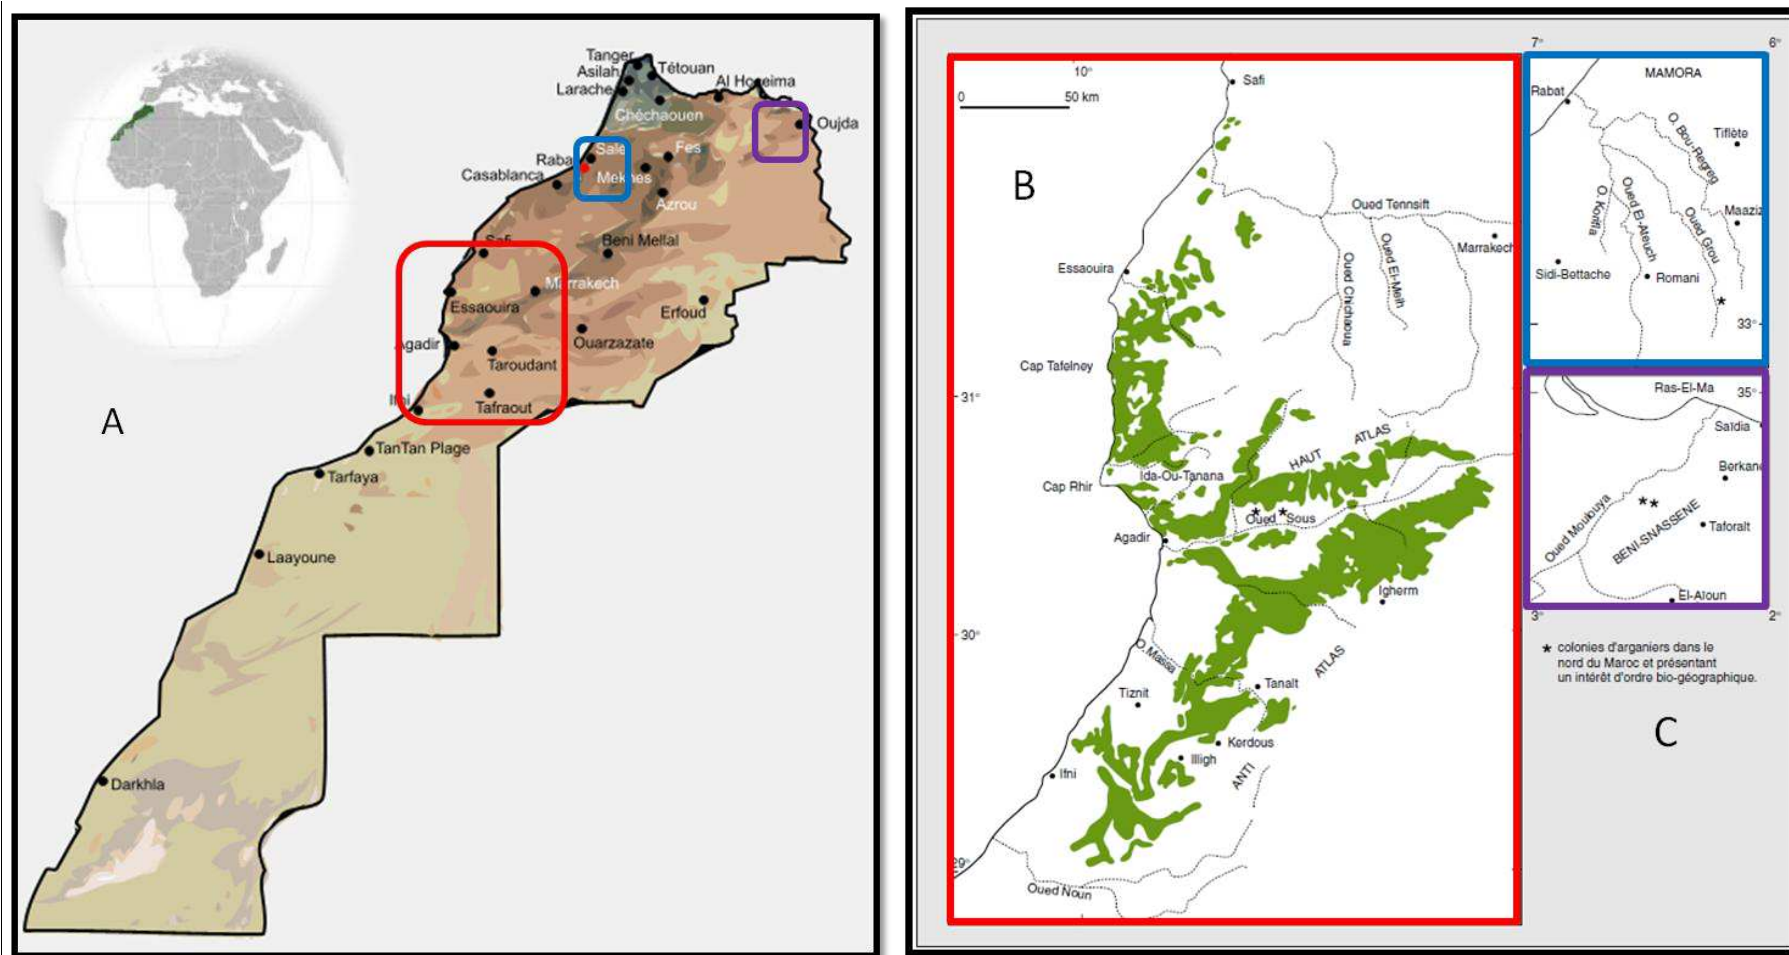 Tanger
Asilah
Tétouan
Larache
Al Hoceima
Chéchaouen
Oujda
Salé
Fes
Raba
Meknes
Casablanca
Azrou
Safi
Beni Mellal
Marrakech
Essaouira
Erfoud
Agadir
Ouarzazate
Taroudant
Ifni
Tafraout
A
TanTan Plage
Tarfaya
Laayoune
Darkhla
10°
Safi
0
50 km
B
Oued Tennsift
Marrakech
Essaouira
Oued Chichaoua
Oued El-Melh
Cap Tafelney
31°
ATLAS
HAUT
Ida-Ou-Tanana
Cap Rhir
Oued Sous
Agadir
Igherm
30°
O. Massa
ATLAS
Tanalt
Tiznit
Kerdous
Illigh
Ifni
ANTI
29°
Oued Noun
7°
6°
MAMORA
Rabat
O. Bou-Regreg
Tiflète
O. Korifla
Oued El-Ateuch
Oued Grou
Maaziz
Sidi-Bettache
Romani
33°
Ras-El-Ma
35°
Saïdia
Berkane
Oued Moulouya
BENI-SNASSENE
Taforalt
El-Aïoun
3°
2°
★ colonies d'arganiers dans le
nord du Maroc et présentant
un intérêt d'ordre bio-géographique.
C